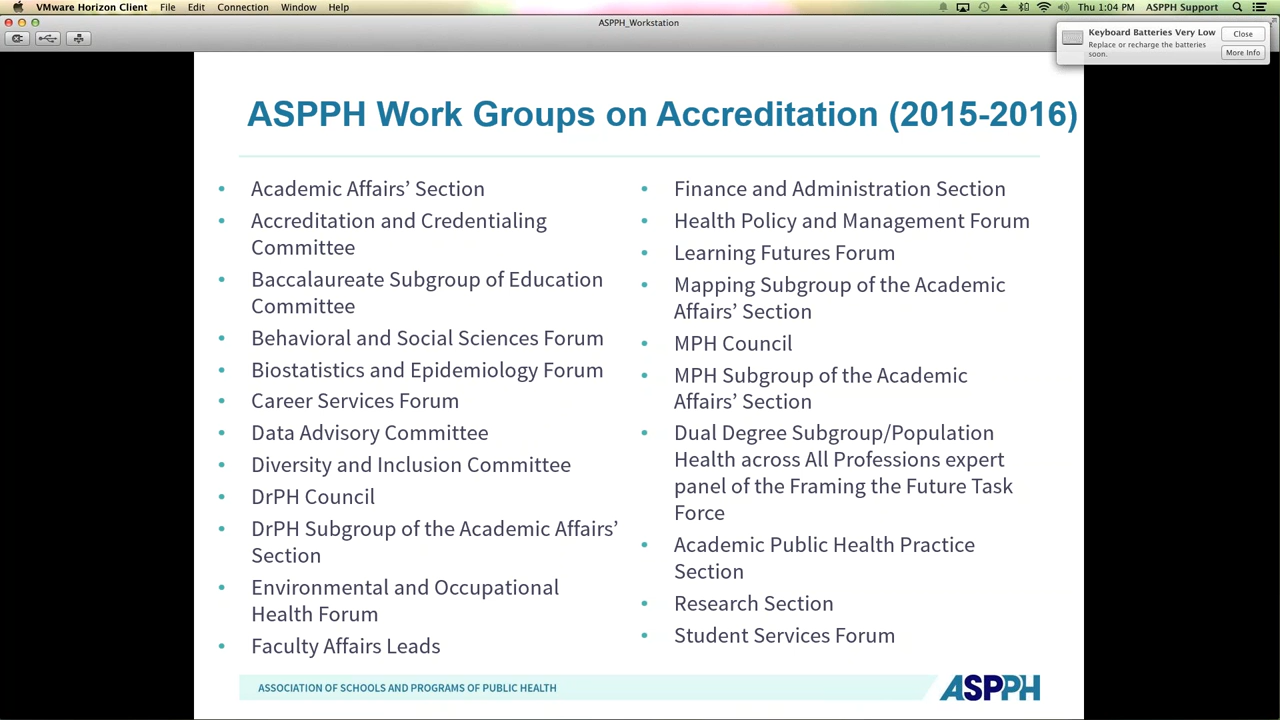 VMware Horizon Client File Edit Connection Window Help Thu 1:04 PM ASPPH Support
ASPPH_Workstation
Keyboard Batteries Very Low
Replace or recharge the batteries
soon.
Close
More Info
ASPPH Work Groups on Accreditation (2015-2016)
• Academic Affairs’ Section
• Accreditation and Credentialing
Committee
• Baccalaureate Subgroup of Education
Committee
• Behavioral and Social Sciences Forum
• Biostatistics and Epidemiology Forum
• Career Services Forum
• Data Advisory Committee
• Diversity and Inclusion Committee
• DrPH Council
• DrPH Subgroup of the Academic Affairs’
Section
• Environmental and Occupational
Health Forum
• Faculty Affairs Leads
• Finance and Administration Section
• Health Policy and Management Forum
• Learning Futures Forum
• Mapping Subgroup of the Academic
Affairs’ Section
• MPH Council
• MPH Subgroup of the Academic
Affairs’ Section
• Dual Degree Subgroup/Population
Health across All Professions expert
panel of the Framing the Future Task
Force
• Academic Public Health Practice
Section
• Research Section
• Student Services Forum
ASSOCIATION OF SCHOOLS AND PROGRAMS OF PUBLIC HEALTH
ASPPH